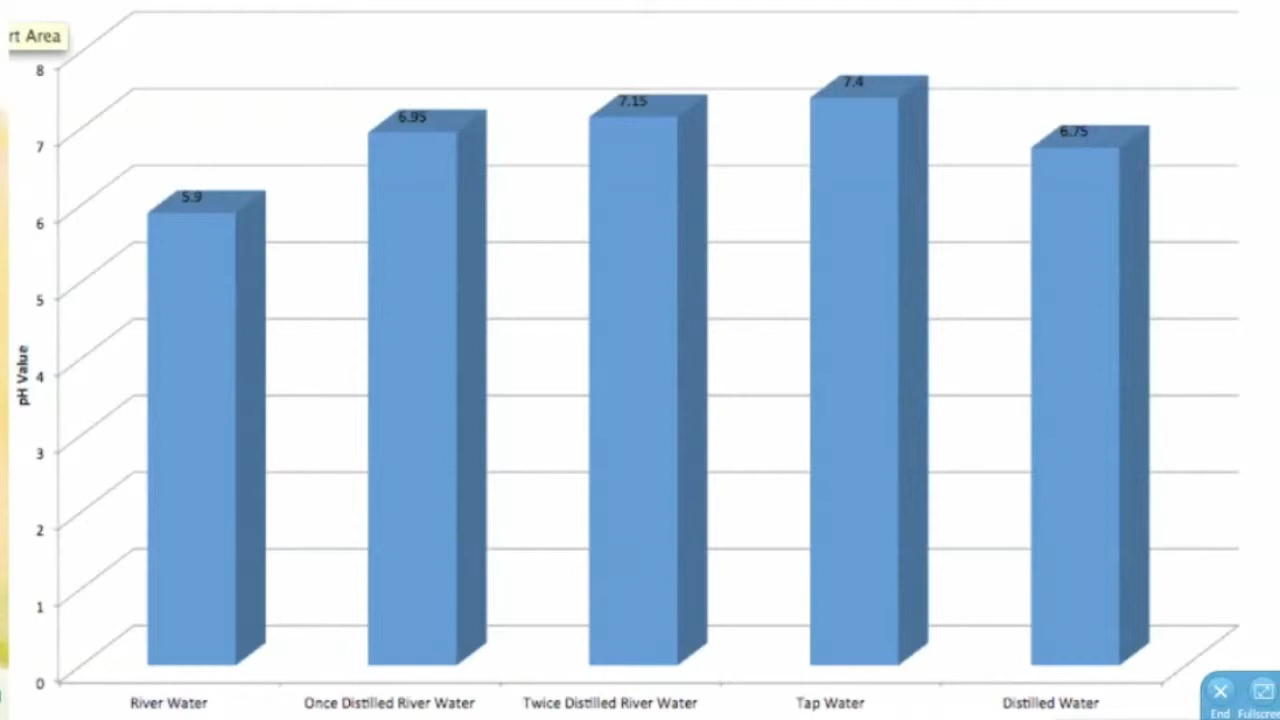 rt Area
8
7
6
5
4
3
2
1
0
pH Value
5.9
6.95
7.15
7.4
6.75
River Water
Once Distilled River Water
Twice Distilled River Water
Tap Water
Distilled Water
End Fullscree